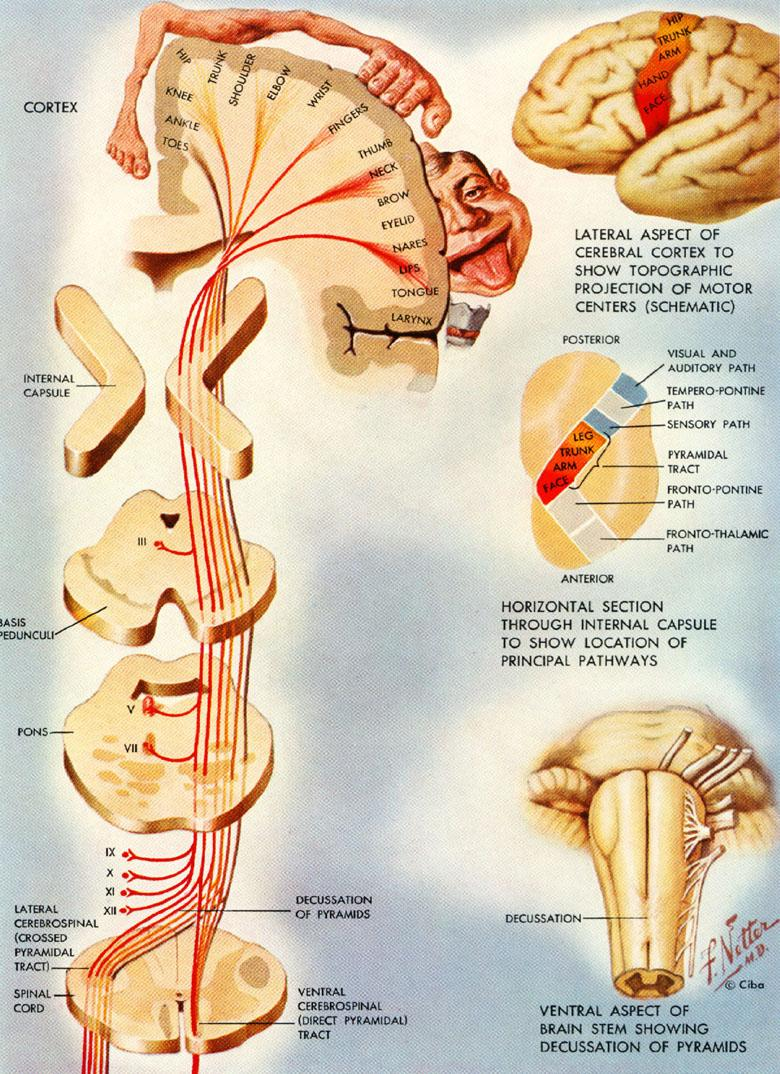 CORTEX
HIP
TRUNK
SHOULDER
ELBOW
WRIST
FINGERS
THUMB
NECK
BROW
EYELID
NARES
LIPS
TONGUE
LARYNX
KNEE
ANKLE
TOES
HIP
TRUNK
ARM
HAND
FACE
LATERAL ASPECT OF
CEREBRAL CORTEX TO
SHOW TOPOGRAPHIC
PROJECTION OF MOTOR
CENTERS (SCHEMATIC)
INTERNAL
CAPSULE
POSTERIOR
VISUAL AND
AUDITORY PATH
TEMPERO-PONTINE
PATH
SENSORY PATH
PYRAMIDAL
TRACT
FRONTO-PONTINE
PATH
FRONTO-THALAMIC
PATH
LEG
TRUNK
ARM
FACE
ANTERIOR
HORIZONTAL SECTION
THROUGH INTERNAL CAPSULE
TO SHOW LOCATION OF
PRINCIPAL PATHWAYS
III
BASIS
PEDUNCULI
V
PONS
VII
IX
X
XI
XII
LATERAL
CEREBROSPINAL
(CROSSED
PYRAMIDAL
TRACT)
DECUSSATION
OF PYRAMIDS
SPINAL
CORD
VENTRAL
CEREBROSPINAL
(DIRECT PYRAMIDAL)
TRACT
DECUSSATION
F. Netter
M.D.
© Ciba
VENTRAL ASPECT OF
BRAIN STEM SHOWING
DECUSSATION OF PYRAMIDS